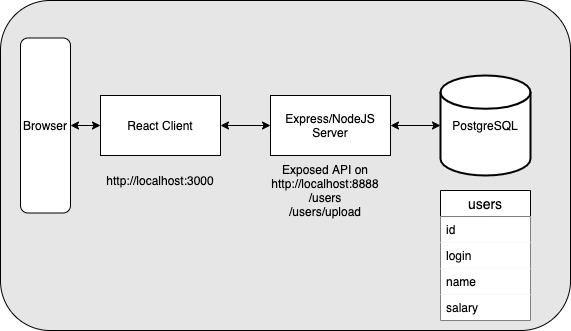 Browser
React Client
http://localhost:3000
Express/NodeJS
Server
Exposed API on
http://localhost:8888
/users
/users/upload
PostgreSQL
users
id
login
name
salary